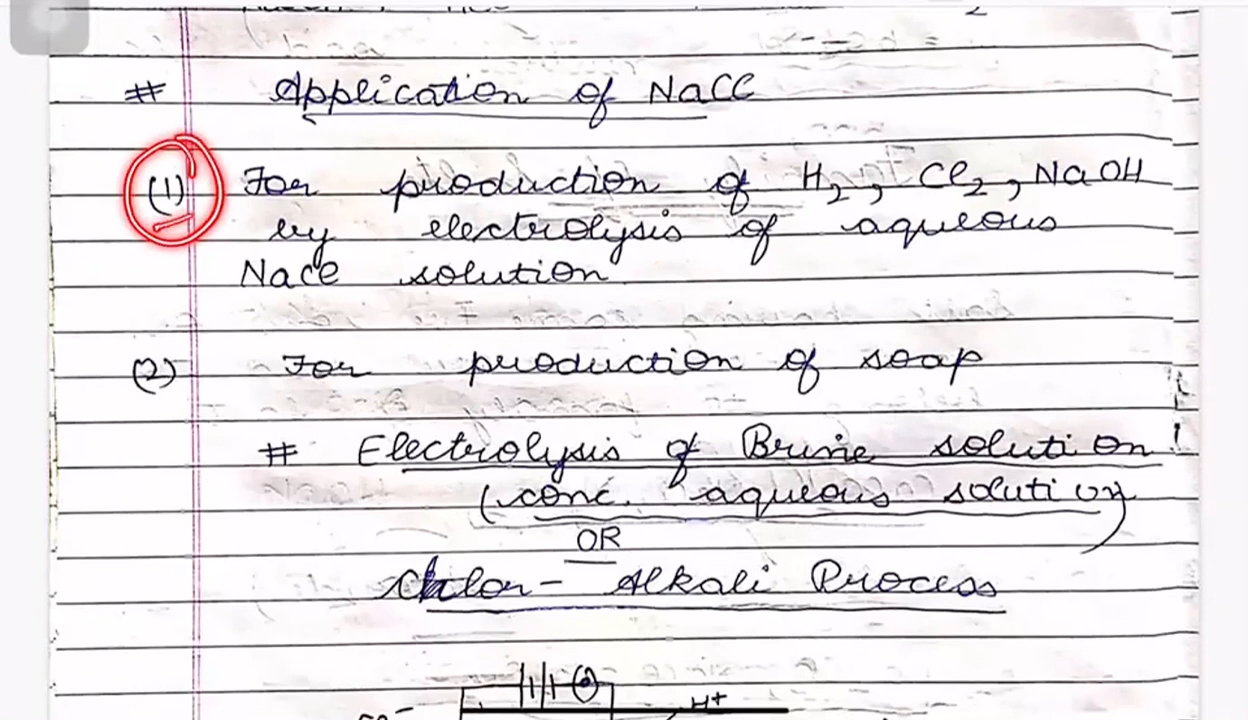 # Application of NaCl
(1) For production of H2, Cl2, NaOH
by electrolysis of aqueous
NaCl solution
(2) For production of soap
# Electrolysis of Brine solution
(conc. aqueous solution)
OR
Chlor-Alkali Process
H+